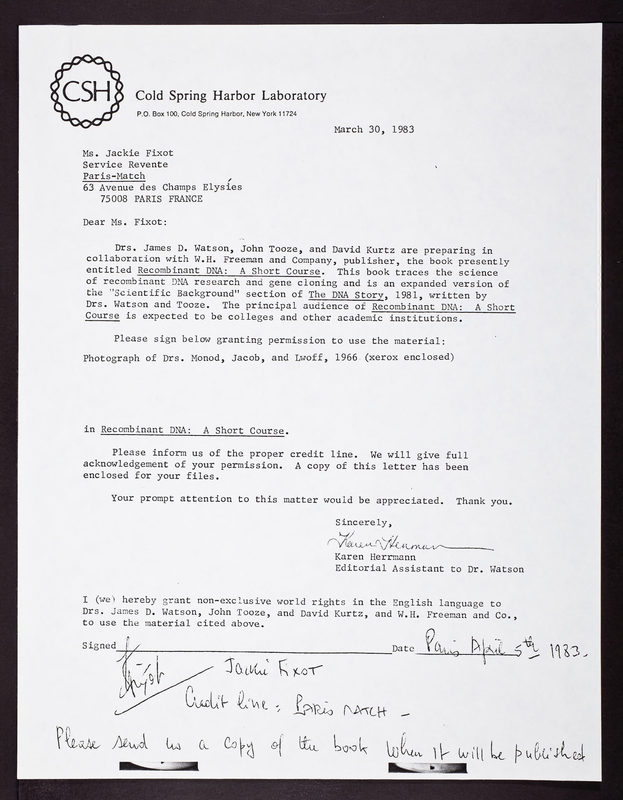 CSH
Cold Spring Harbor Laboratory
P.O. Box 100, Cold Spring Harbor, New York 11724
March 30, 1983
Ms. Jackie Fixot
Service Revente
Paris-Match
63 Avenue des Champs Elysíes
75008 PARIS FRANCE
Dear Ms. Fixot:
Drs. James D. Watson, John Tooze, and David Kurtz are preparing in
collaboration with W.H. Freeman and Company, publisher, the book presently
entitled Recombinant DNA: A Short Course. This book traces the science
of recombinant DNA research and gene cloning and is an expanded version of
the "Scientific Background" section of The DNA Story, 1981, written by
Drs. Watson and Tooze. The principal audience of Recombinant DNA: A Short
Course is expected to be colleges and other academic institutions.
Please sign below granting permission to use the material:
Photograph of Drs. Monod, Jacob, and Lwoff, 1966 (xerox enclosed)
in Recombinant DNA: A Short Course.
Please inform us of the proper credit line. We will give full
acknowledgement of your permission. A copy of this letter has been
enclosed for your files.
Your prompt attention to this matter would be appreciated. Thank you.
Sincerely,
Karen Herrman
Karen Herrmann
Editorial Assistant to Dr. Watson
I (we) hereby grant non-exclusive world rights in the English language to
Drs. James D. Watson, John Tooze, and David Kurtz, and W.H. Freeman and Co.,
to use the material cited above.
Signed Date Paris April 5th 1983.
Fixot Jackie FIXOT
Credit line : PARIS MATCH -
Please send us a copy of the book when it will be published